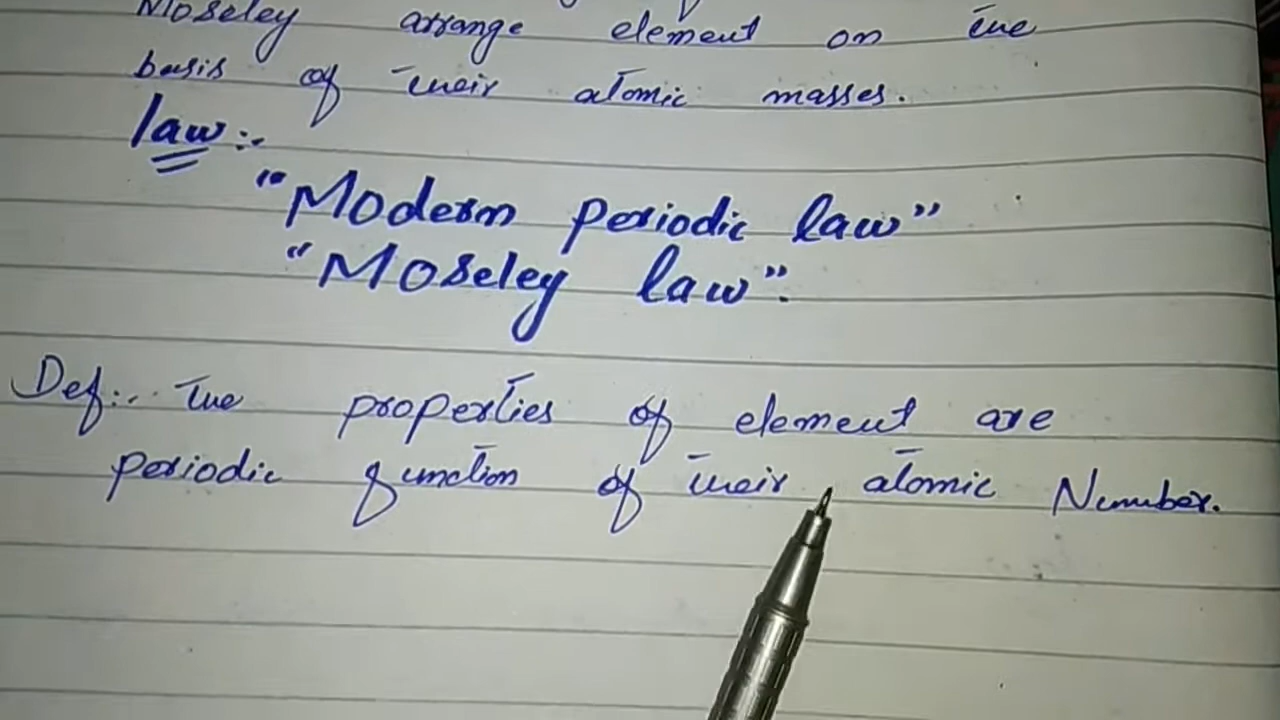 Moseley arrange element on the
basis of their atomic masses.
law:-
"Modern periodic law"
"Moseley law".
Def:- The properties of element are
periodic function of their atomic Number.